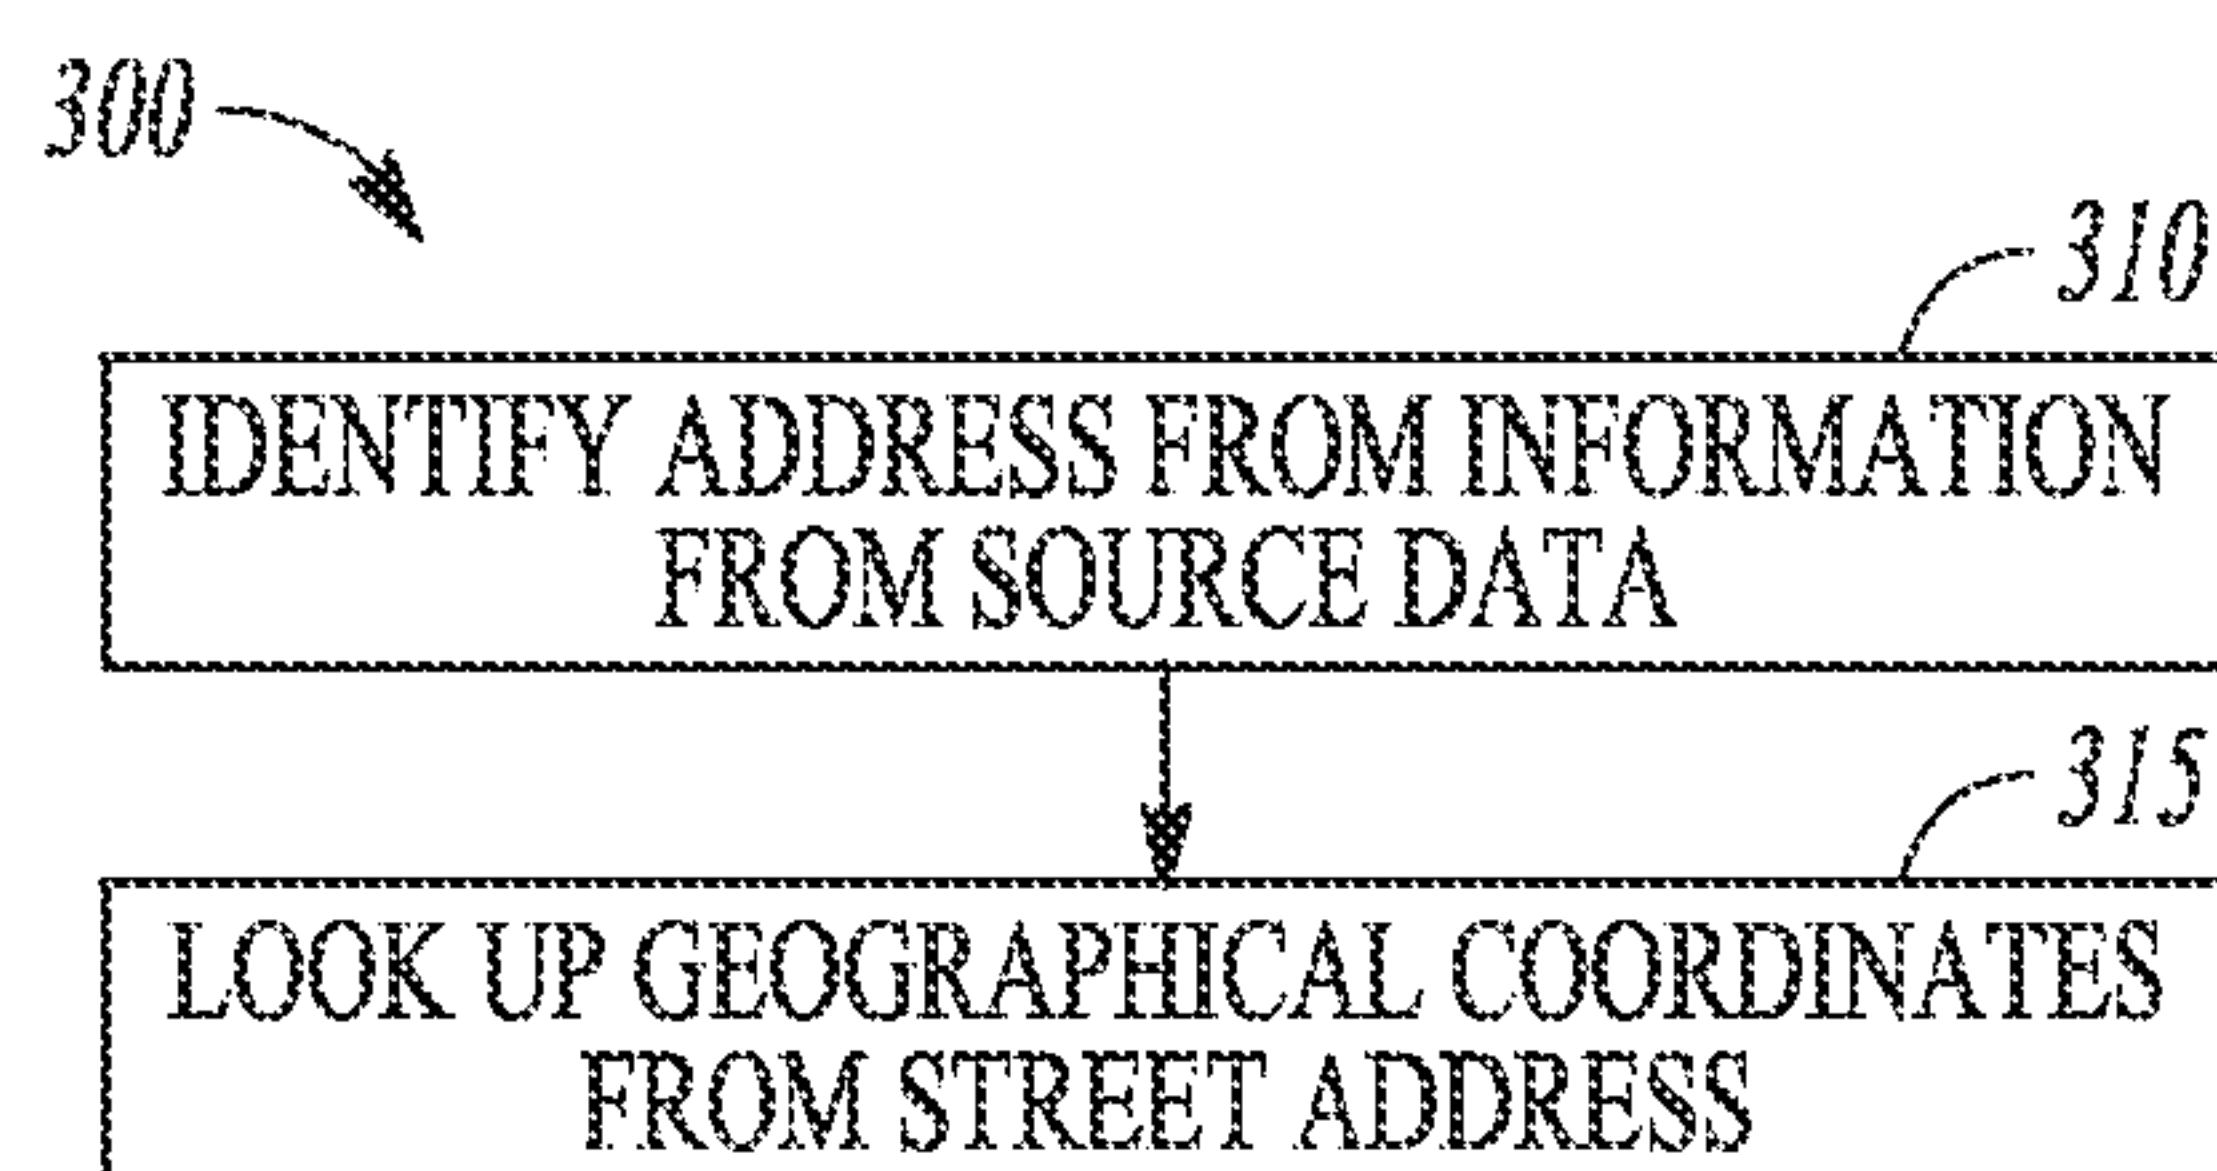 300
310
IDENTIFY ADDRESS FROM INFORMATION
FROM SOURCE DATA
315
LOOK UP GEOGRAPHICAL COORDINATES
FROM STREET ADDRESS